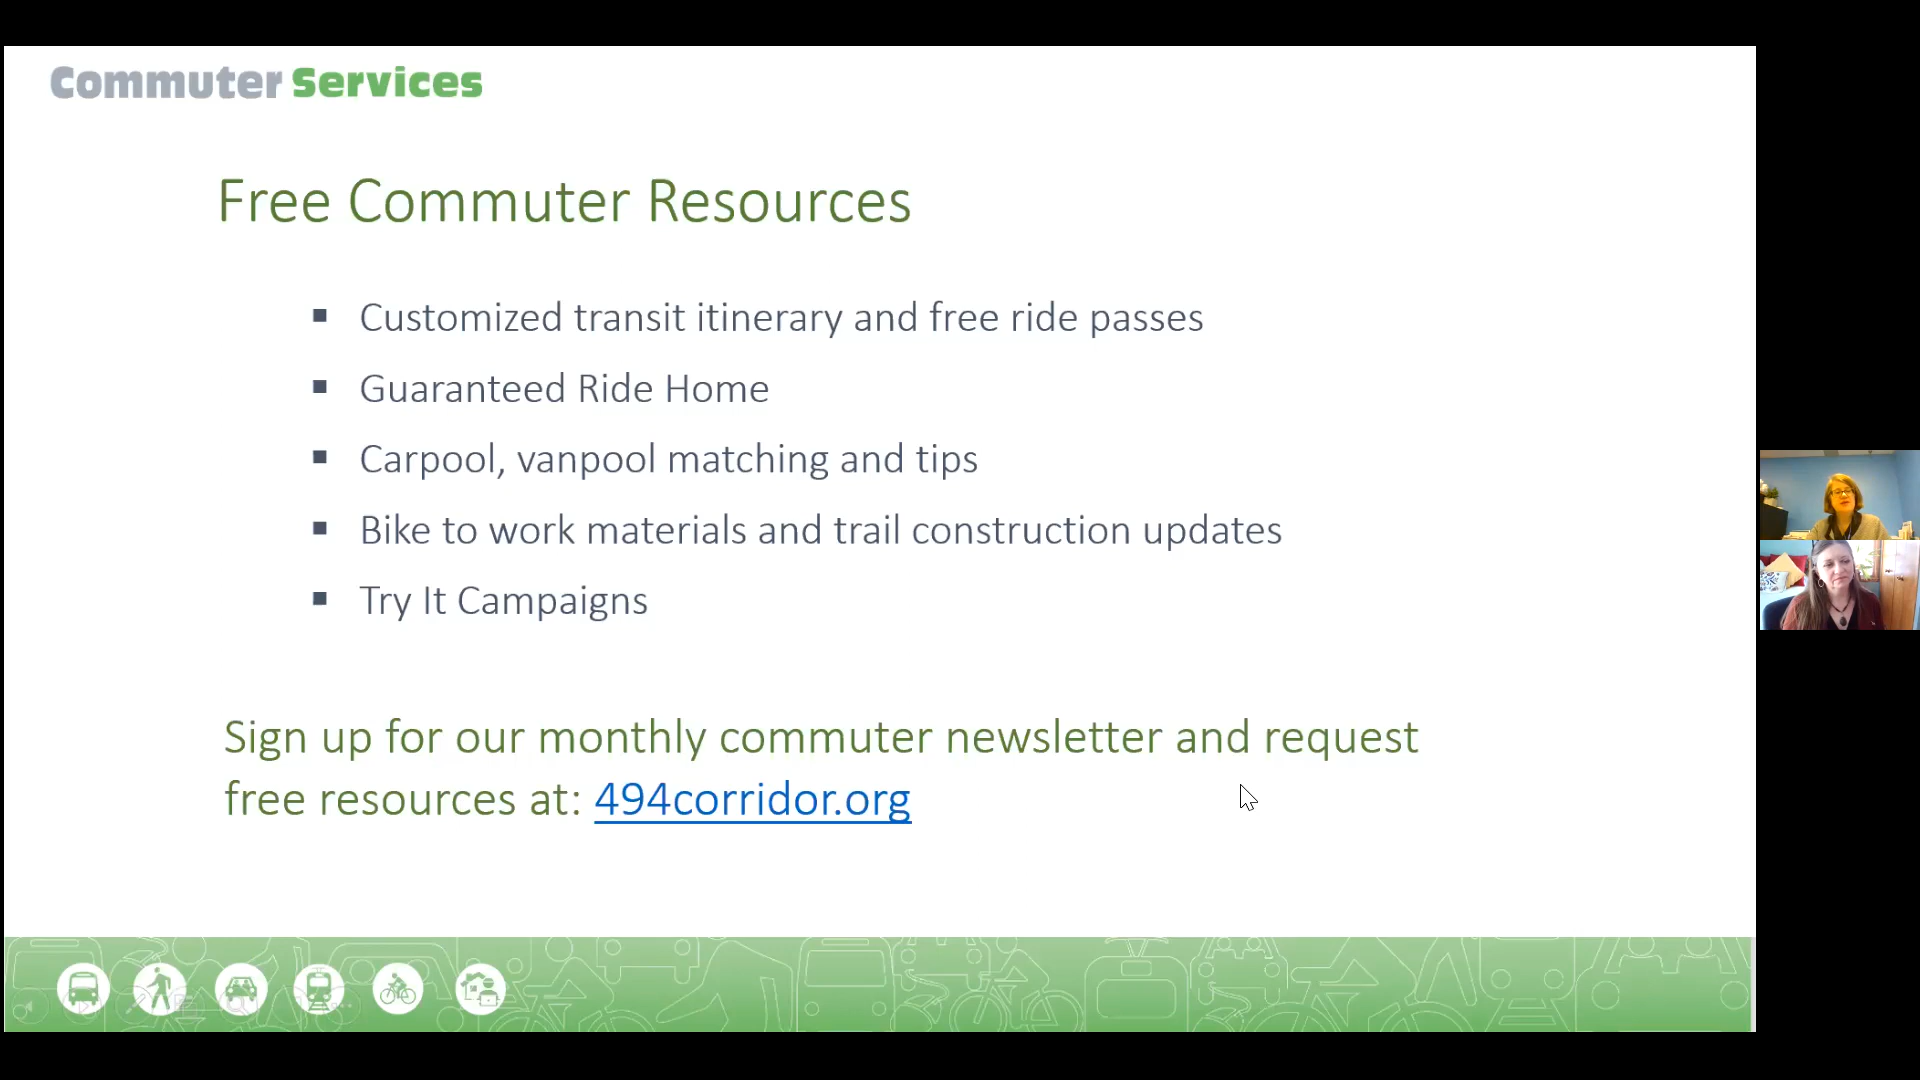 Commuter Services
Free Commuter Resources
▪ Customized transit itinerary and free ride passes
▪ Guaranteed Ride Home
▪ Carpool, vanpool matching and tips
▪ Bike to work materials and trail construction updates
▪ Try It Campaigns
Sign up for our monthly commuter newsletter and request
free resources at: 494corridor.org